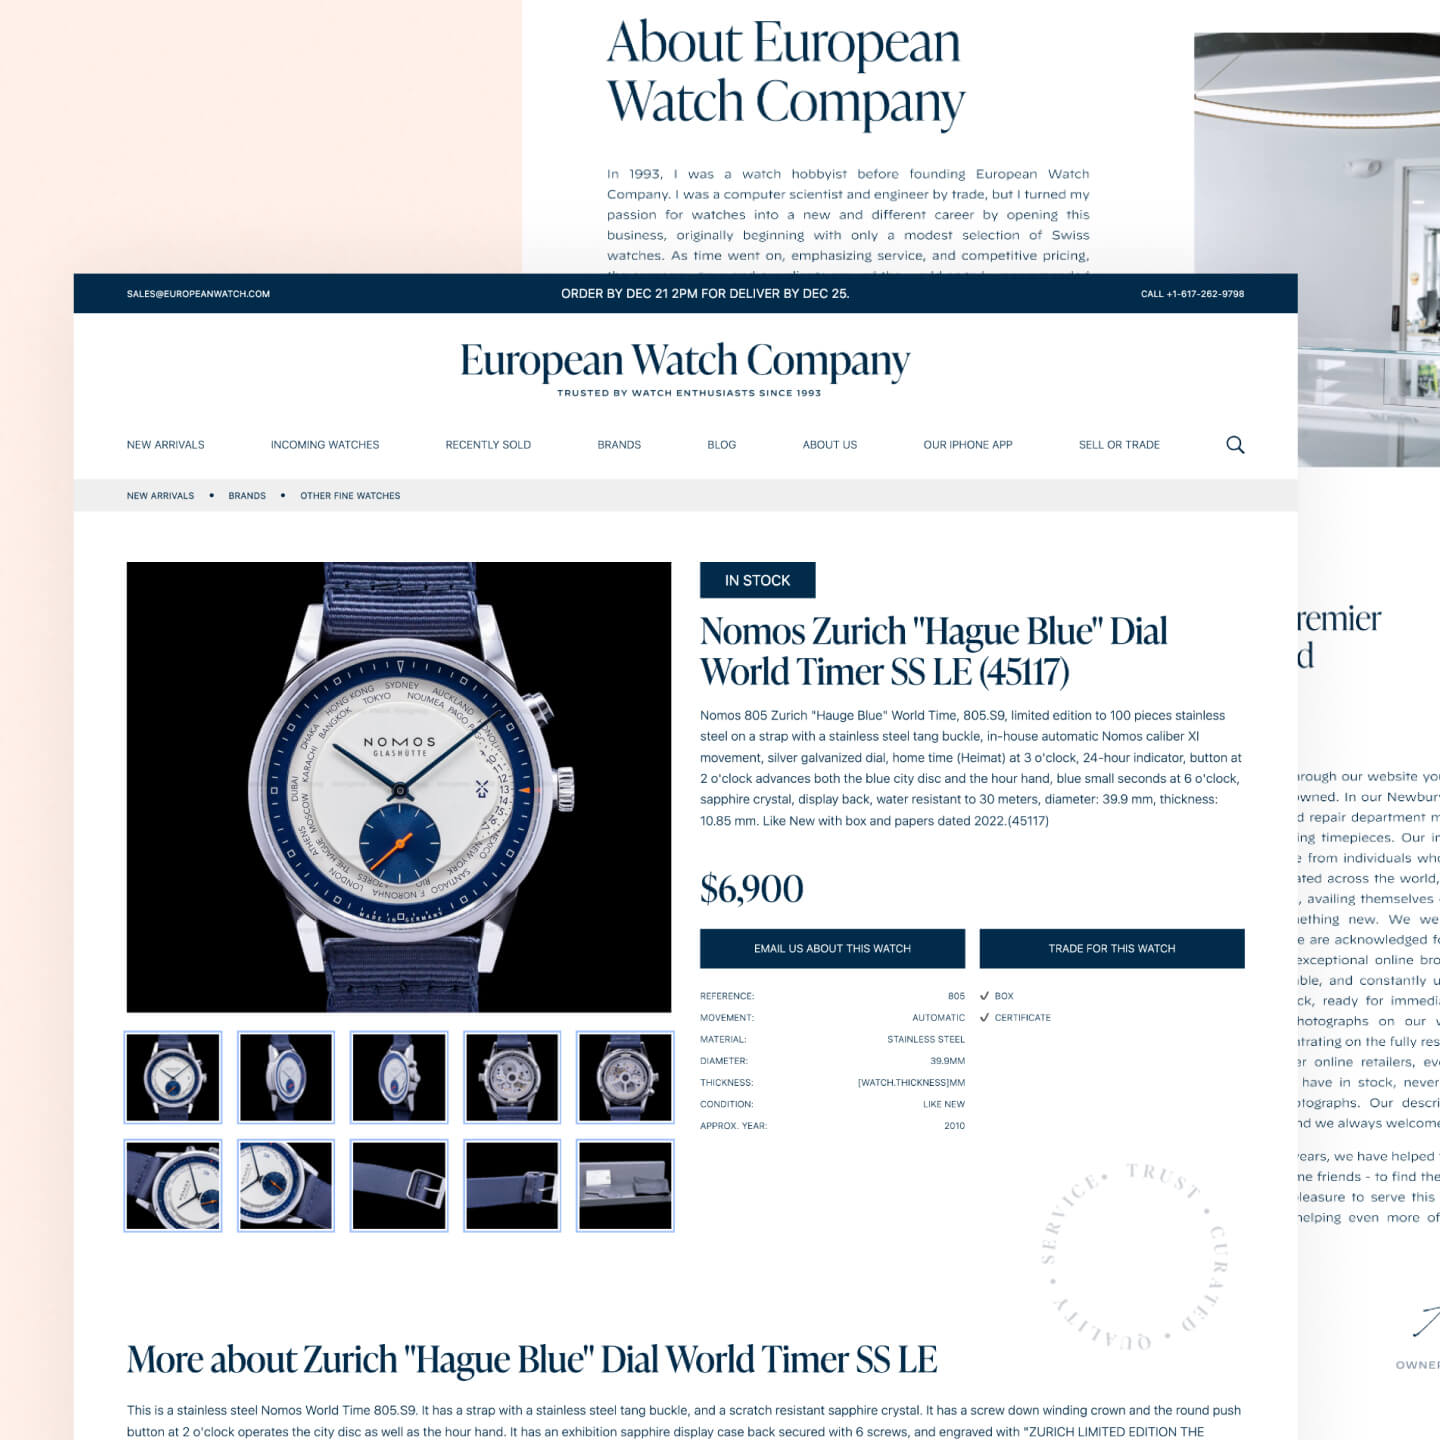 About European
Watch Company
In 1993, I was a watch hobbyist before founding European Watch
Company. I was a computer scientist and engineer by trade, but I turned my
passion for watches into a new and different career by opening this
business, originally beginning with only a modest selection of Swiss
watches. As time went on, emphasizing service, and competitive pricing,
SALES@EUROPEANWATCH.COM
ORDER BY DEC 21 2PM FOR DELIVER BY DEC 25.
CALL +1-617-262-9798
European Watch Company
TRUSTED BY WATCH ENTHUSIASTS SINCE 1993
NEW ARRIVALS
INCOMING WATCHES
RECENTLY SOLD
BRANDS
BLOG
ABOUT US
OUR IPHONE APP
SELL OR TRADE
NEW ARRIVALS • BRANDS • OTHER FINE WATCHES
NOMOS
GLASHÜTTE
HONG KONG
SYDNEY
AUCKLAND
BANGKOK
TOKYO
NOUMEA
PAGO
DHAKA
KARACHI
DUBAI
MOSCOW
ATHENS
THE HAGUE
LONDON
AZORES
F. NORONHA
RIO
SANTIAGO
NEW YORK
MEXICO
MADE IN GERMANY
IN STOCK
Nomos Zurich "Hague Blue" Dial
World Timer SS LE (45117)
Nomos 805 Zurich "Hauge Blue" World Time, 805.S9, limited edition to 100 pieces stainless
steel on a strap with a stainless steel tang buckle, in-house automatic Nomos caliber XI
movement, silver galvanized dial, home time (Heimat) at 3 o'clock, 24-hour indicator, button at
2 o'clock advances both the blue city disc and the hour hand, blue small seconds at 6 o'clock,
sapphire crystal, display back, water resistant to 30 meters, diameter: 39.9 mm, thickness:
10.85 mm. Like New with box and papers dated 2022.(45117)
$6,900
EMAIL US ABOUT THIS WATCH
TRADE FOR THIS WATCH
REFERENCE: 805
MOVEMENT: AUTOMATIC
MATERIAL: STAINLESS STEEL
DIAMETER: 39.9MM
THICKNESS: [WATCH.THICKNESS]MM
CONDITION: LIKE NEW
APPROX. YEAR: 2010
✓ BOX
✓ CERTIFICATE
TRUST • CURATED • QUALITY • SERVICE •
More about Zurich "Hague Blue" Dial World Timer SS LE
This is a stainless steel Nomos World Time 805.S9. It has a strap with a stainless steel tang buckle, and a scratch resistant sapphire crystal. It has a screw down winding crown and the round push
button at 2 o'clock operates the city disc as well as the hour hand. It has an exhibition sapphire display case back secured with 6 screws, and engraved with "ZURICH LIMITED EDITION THE
remier
d
rough our website you
owned. In our Newbury
d repair department m
ing timepieces. Our in
e from individuals who
ated across the world,
, availing themselves
ething new. We we
e are acknowledged fo
exceptional online bro
ble, and constantly u
ck, ready for immedia
hotographs on our w
ntrating on the fully res
er online retailers, eve
have in stock, never
otographs. Our descri
nd we always welcome
years, we have helped
me friends - to find the
leasure to serve this
helping even more of
OWNER